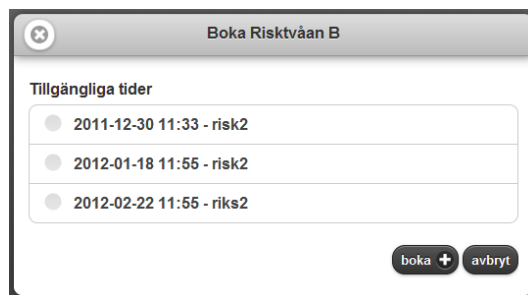 Boka Risktvåan B
Tillgängliga tider
2011-12-30 11:33 - risk2
2012-01-18 11:55 - risk2
2012-02-22 11:55 - riks2
boka avbryt